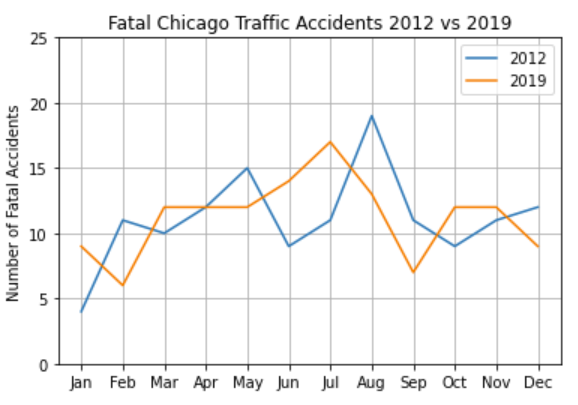 Fatal Chicago Traffic Accidents 2012 vs 2019
2012
2019
Number of Fatal Accidents
25
20
15
10
5
0
Jan Feb Mar Apr May Jun Jul Aug Sep Oct Nov Dec